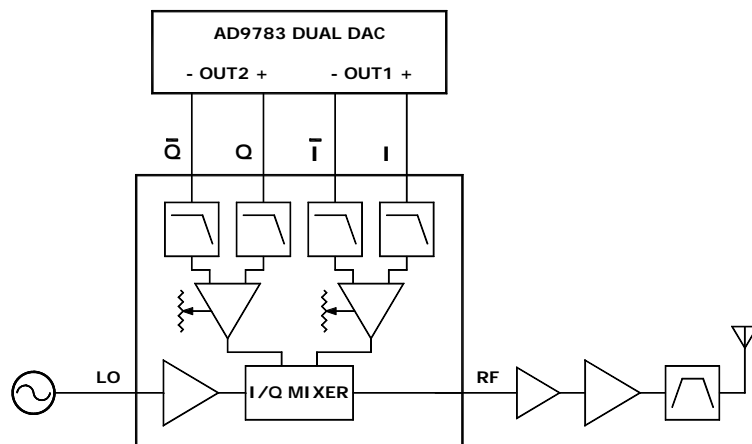 AD9783 DUAL DAC
- OUT2 + - OUT1 +
Q̅ Q I̅ I
LO I/Q MIXER RF